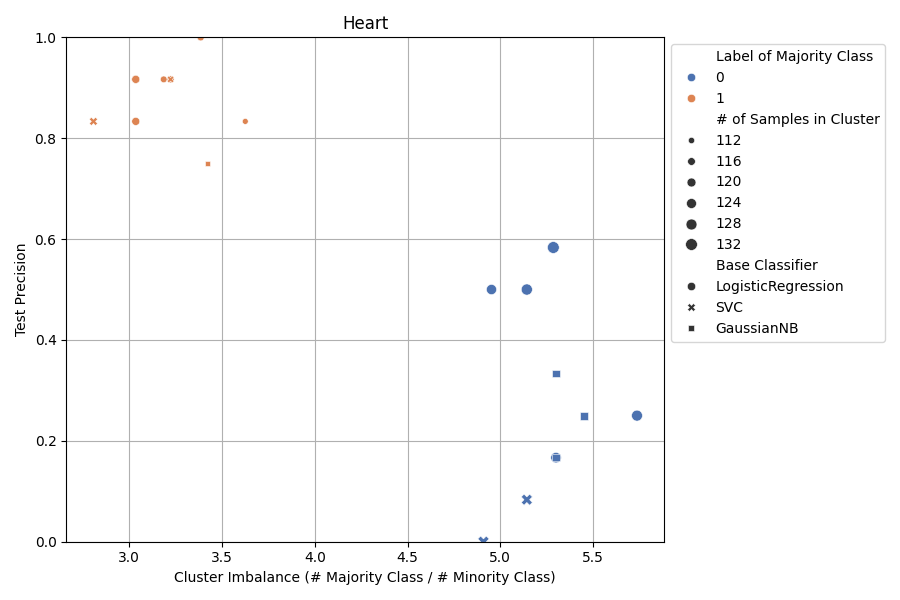 Heart
1.0
0.8
0.6
0.4
0.2
0.0
Test Precision
3.0 3.5 4.0 4.5 5.0 5.5
Cluster Imbalance (# Majority Class / # Minority Class)
Label of Majority Class
0
1
# of Samples in Cluster
112
116
120
124
128
132
Base Classifier
LogisticRegression
SVC
GaussianNB